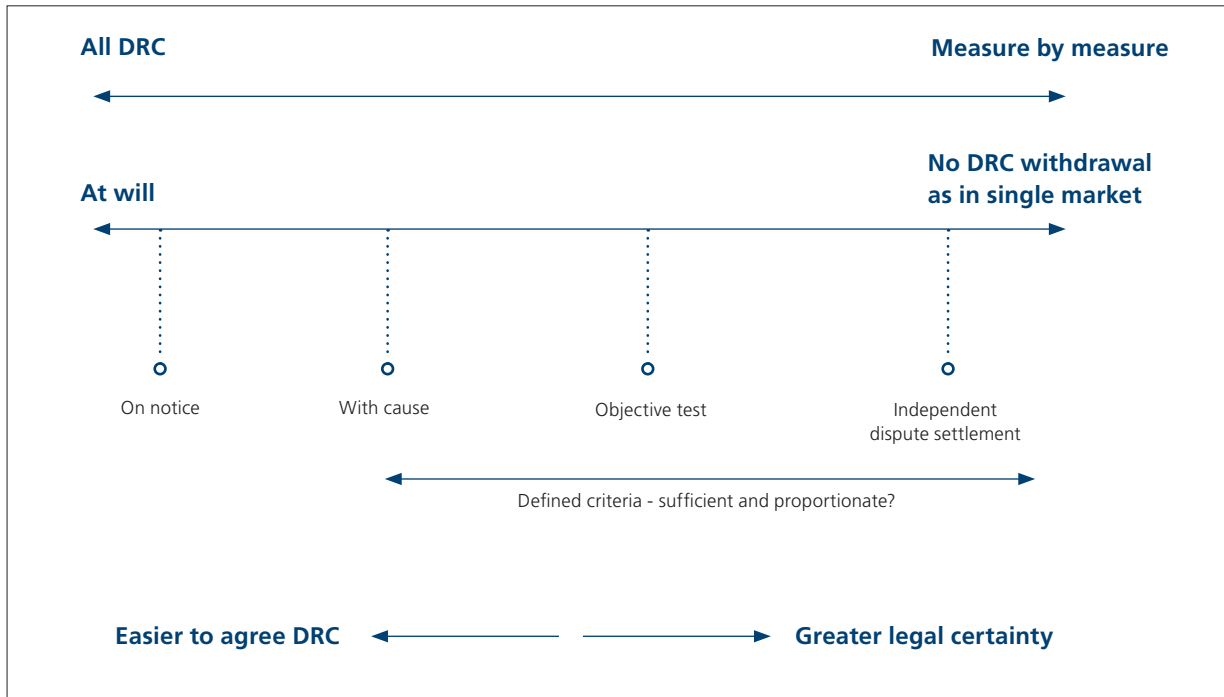 All DRC
Measure by measure
At will
No DRC withdrawal
as in single market
On notice
With cause
Objective test
Independent
dispute settlement
Defined criteria - sufficient and proportionate?
Easier to agree DRC
Greater legal certainty